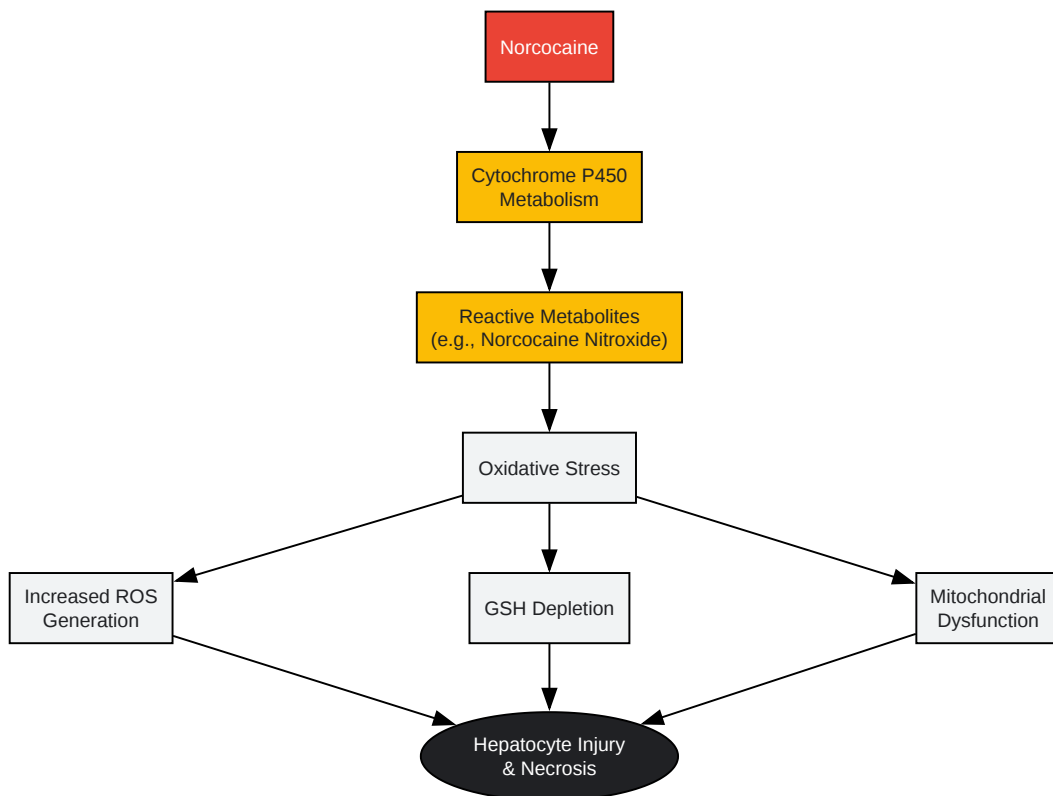 Norcocaine
Cytochrome P450
Metabolism
Reactive Metabolites
(e.g., Norcocaine Nitroxide)
Oxidative Stress
Increased ROS
Generation
GSH Depletion
Mitochondrial
Dysfunction
Hepatocyte Injury
& Necrosis